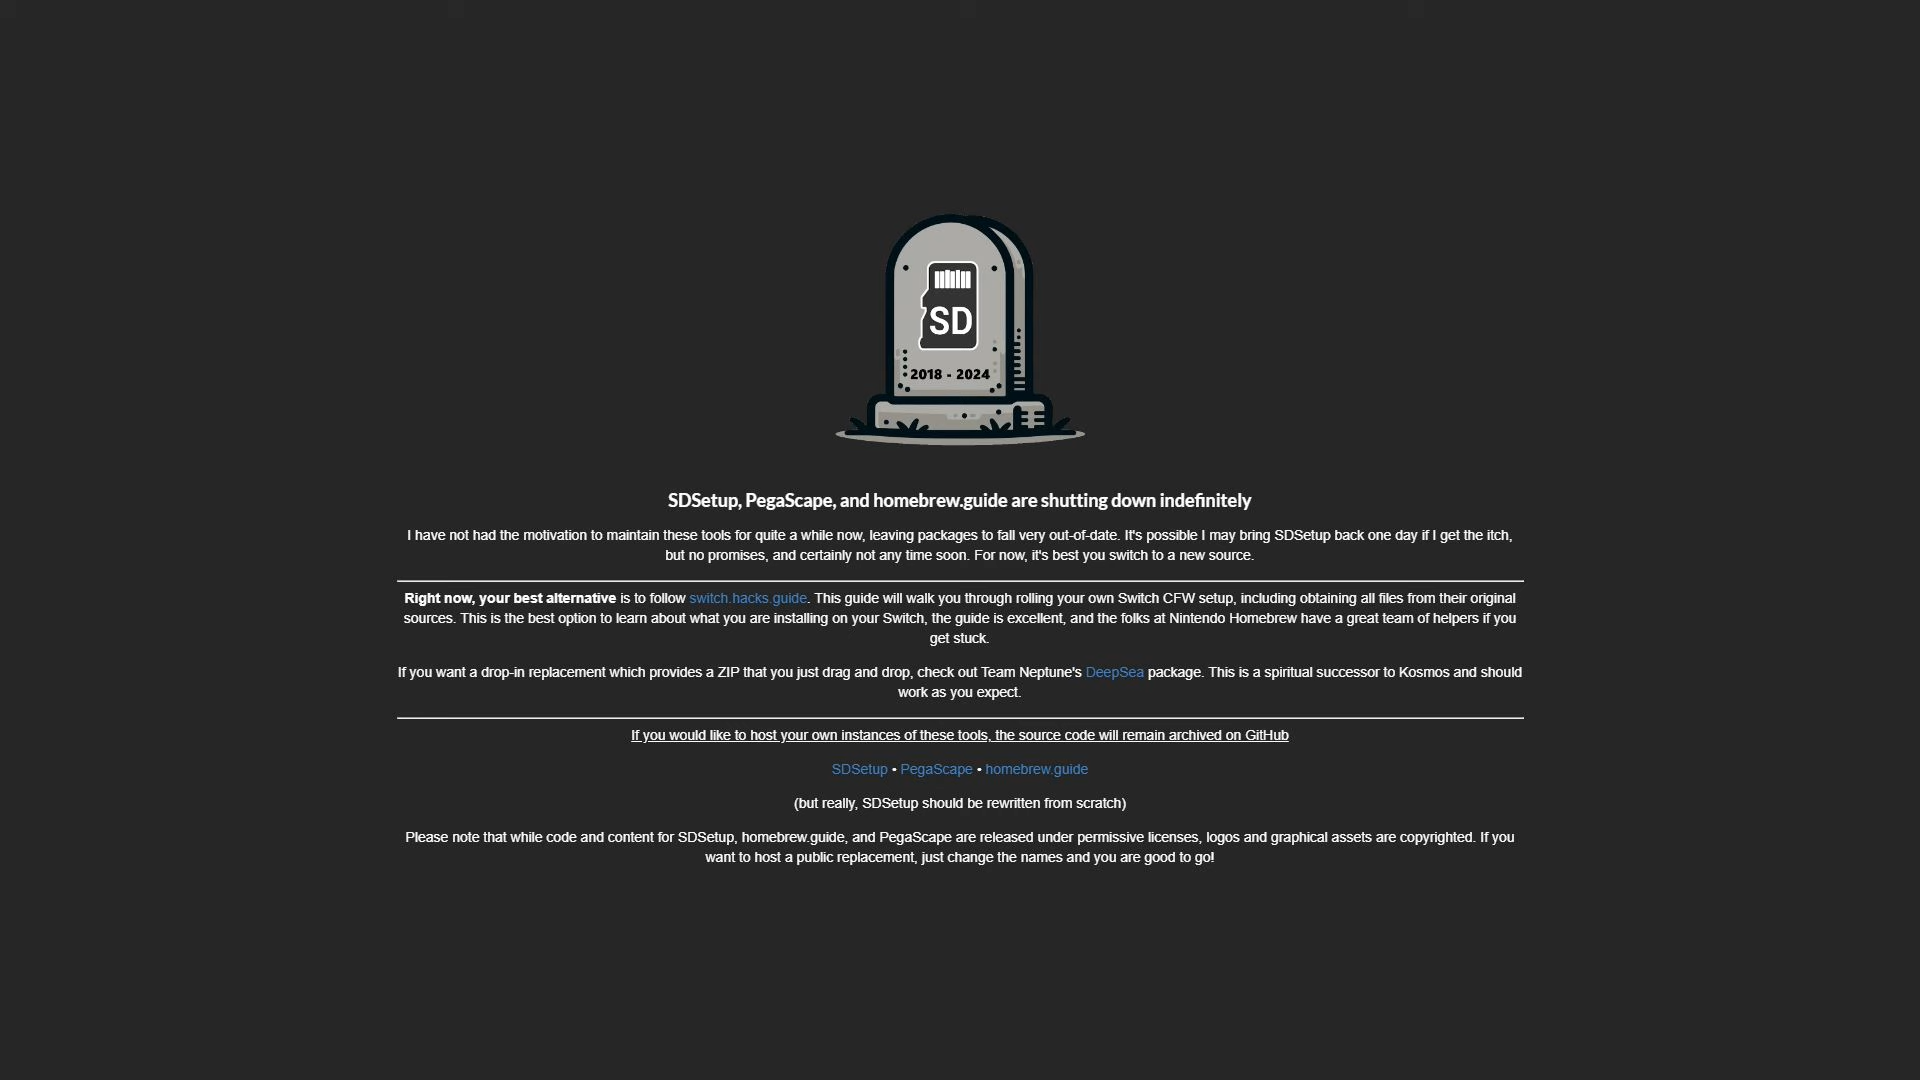 SD
2018 - 2024
SDSetup, PegaScape, and homebrew.guide are shutting down indefinitely
I have not had the motivation to maintain these tools for quite a while now, leaving packages to fall very out-of-date. It's possible I may bring SDSetup back one day if I get the itch,
but no promises, and certainly not any time soon. For now, it's best you switch to a new source.
Right now, your best alternative is to follow switch.hacks.guide. This guide will walk you through rolling your own Switch CFW setup, including obtaining all files from their original
sources. This is the best option to learn about what you are installing on your Switch, the guide is excellent, and the folks at Nintendo Homebrew have a great team of helpers if you
get stuck.
If you want a drop-in replacement which provides a ZIP that you just drag and drop, check out Team Neptune's DeepSea package. This is a spiritual successor to Kosmos and should
work as you expect.
If you would like to host your own instances of these tools, the source code will remain archived on GitHub
SDSetup • PegaScape • homebrew.guide
(but really, SDSetup should be rewritten from scratch)
Please note that while code and content for SDSetup, homebrew.guide, and PegaScape are released under permissive licenses, logos and graphical assets are copyrighted. If you
want to host a public replacement, just change the names and you are good to go!